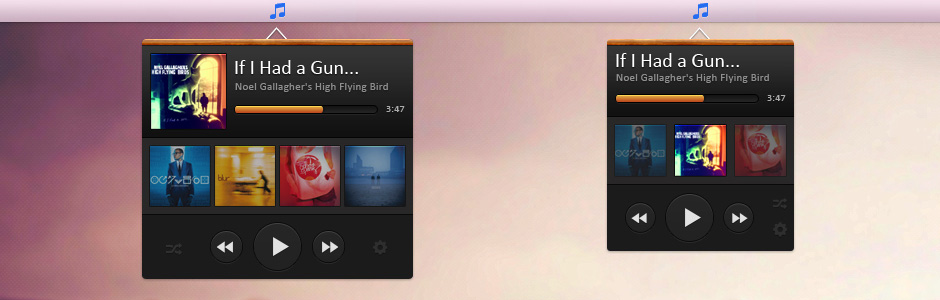 If I Had a Gun...
Noel Gallagher's High Flying Bird
3:47
NOEL GALLAGHERS
HIGH FLYING BIRDS
blur
If I Had a Gun...
Noel Gallagher's High Flying Bird
3:47